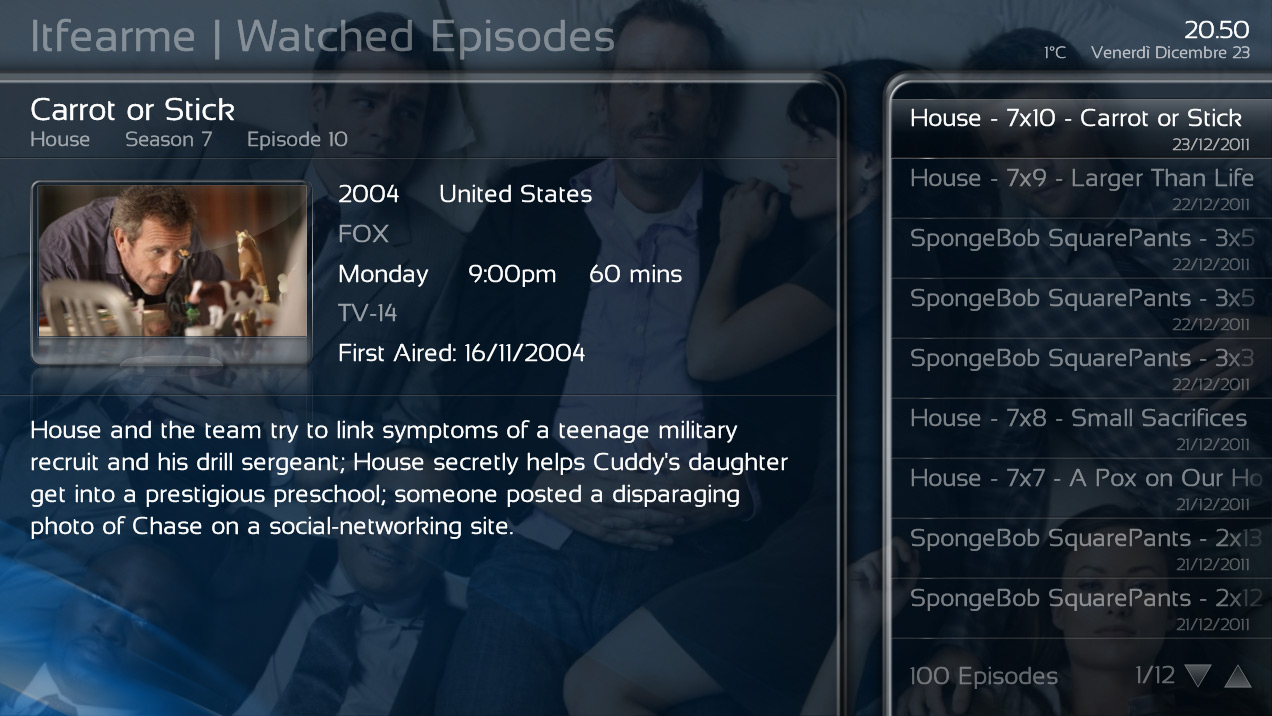 Itfearme | Watched Episodes
20.50
1°C Venerdì Dicembre 23
Carrot or Stick
House Season 7 Episode 10
2004 United States
FOX
Monday 9:00pm 60 mins
TV-14
First Aired: 16/11/2004
House and the team try to link symptoms of a teenage military
recruit and his drill sergeant; House secretly helps Cuddy's daughter
get into a prestigious preschool; someone posted a disparaging
photo of Chase on a social-networking site.
House - 7x10 - Carrot or Stick
23/12/2011
House - 7x9 - Larger Than Life
22/12/2011
SpongeBob SquarePants - 3x5
22/12/2011
SpongeBob SquarePants - 3x5
22/12/2011
SpongeBob SquarePants - 3x3
22/12/2011
House - 7x8 - Small Sacrifices
21/12/2011
House - 7x7 - A Pox on Our Ho
21/12/2011
SpongeBob SquarePants - 2x13
21/12/2011
SpongeBob SquarePants - 2x12
21/12/2011
100 Episodes 1/12